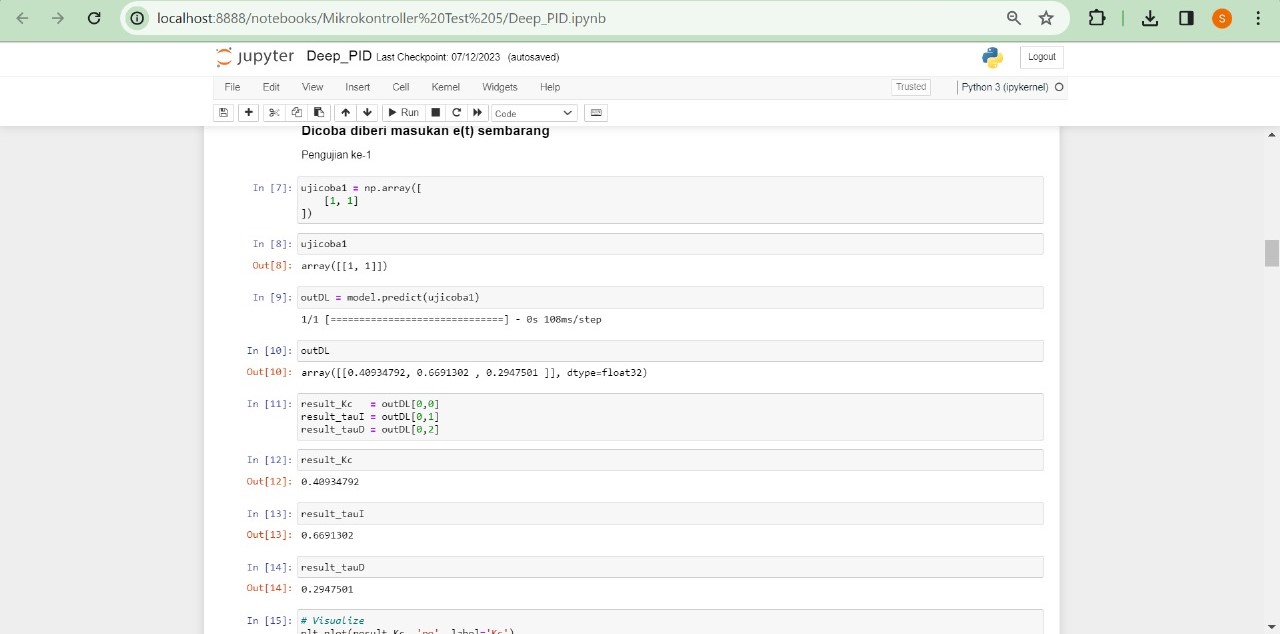 localhost:8888/notebooks/Mikrokontroller%20Test%205/Deep_PID.ipynb
S
jupyter Deep_PID Last Checkpoint: 07/12/2023 (autosaved)
Logout
File Edit View Insert Cell Kernel Widgets Help
Trusted
Python 3 (ipykernel)
Run
Code
Dicoba diberi masukan e(t) sembarang
Pengujian ke-1
In [7]: ujicoba1 = np.array([
[1, 1]
])
In [8]: ujicoba1
Out[8]: array([[1, 1]])
In [9]: outDL = model.predict(ujicoba1)
1/1 [==============================] - 0s 108ms/step
In [10]: outDL
Out[10]: array([[0.40934792, 0.6691302 , 0.2947501 ]], dtype=float32)
In [11]: result_Kc   = outDL[0,0]
result_tauI = outDL[0,1]
result_tauD = outDL[0,2]
In [12]: result_Kc
Out[12]: 0.40934792
In [13]: result_tauI
Out[13]: 0.6691302
In [14]: result_tauD
Out[14]: 0.2947501
In [15]: # Visualize
plt.plot(result_Kc, 'ro', label='Kc')